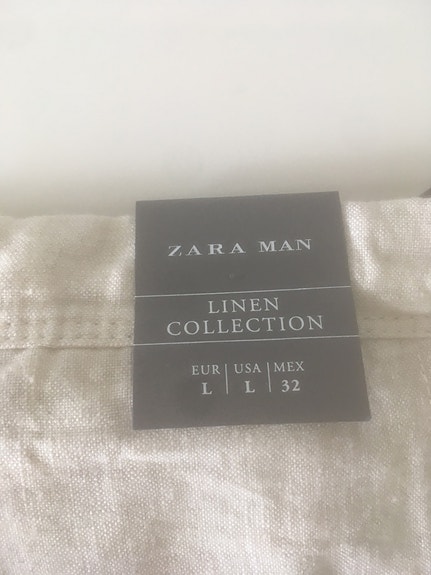 ZARA MAN
LINEN
COLLECTION
EUR | USA | MEX
L | L | 32